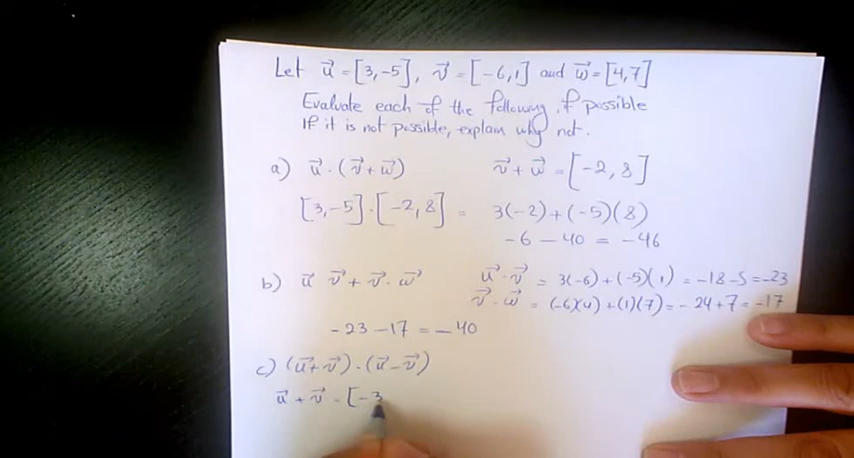 Let u⃗ = [3,-5], v⃗ = [-6,1] and w⃗ = [4,7]
Evaluate each of the following if possible
If it is not possible, explain why not.
a) u⃗ · (v⃗ + w⃗)
v⃗ + w⃗ = [-2, 8]
[3,-5] · [-2, 8] = 3(-2) + (-5)(8)
-6 - 40 = -46
b) u⃗ v⃗ + v⃗ · w⃗
u⃗ · v⃗ = 3(-6) + (-5)(1) = -18 - 5 = -23
v⃗ · w⃗ = (-6)(4) + (1)(7) = -24 + 7 = -17
-23 - 17 = -40
c) (u⃗ + v⃗) · (u⃗ - v⃗)
u⃗ + v⃗ = [-3